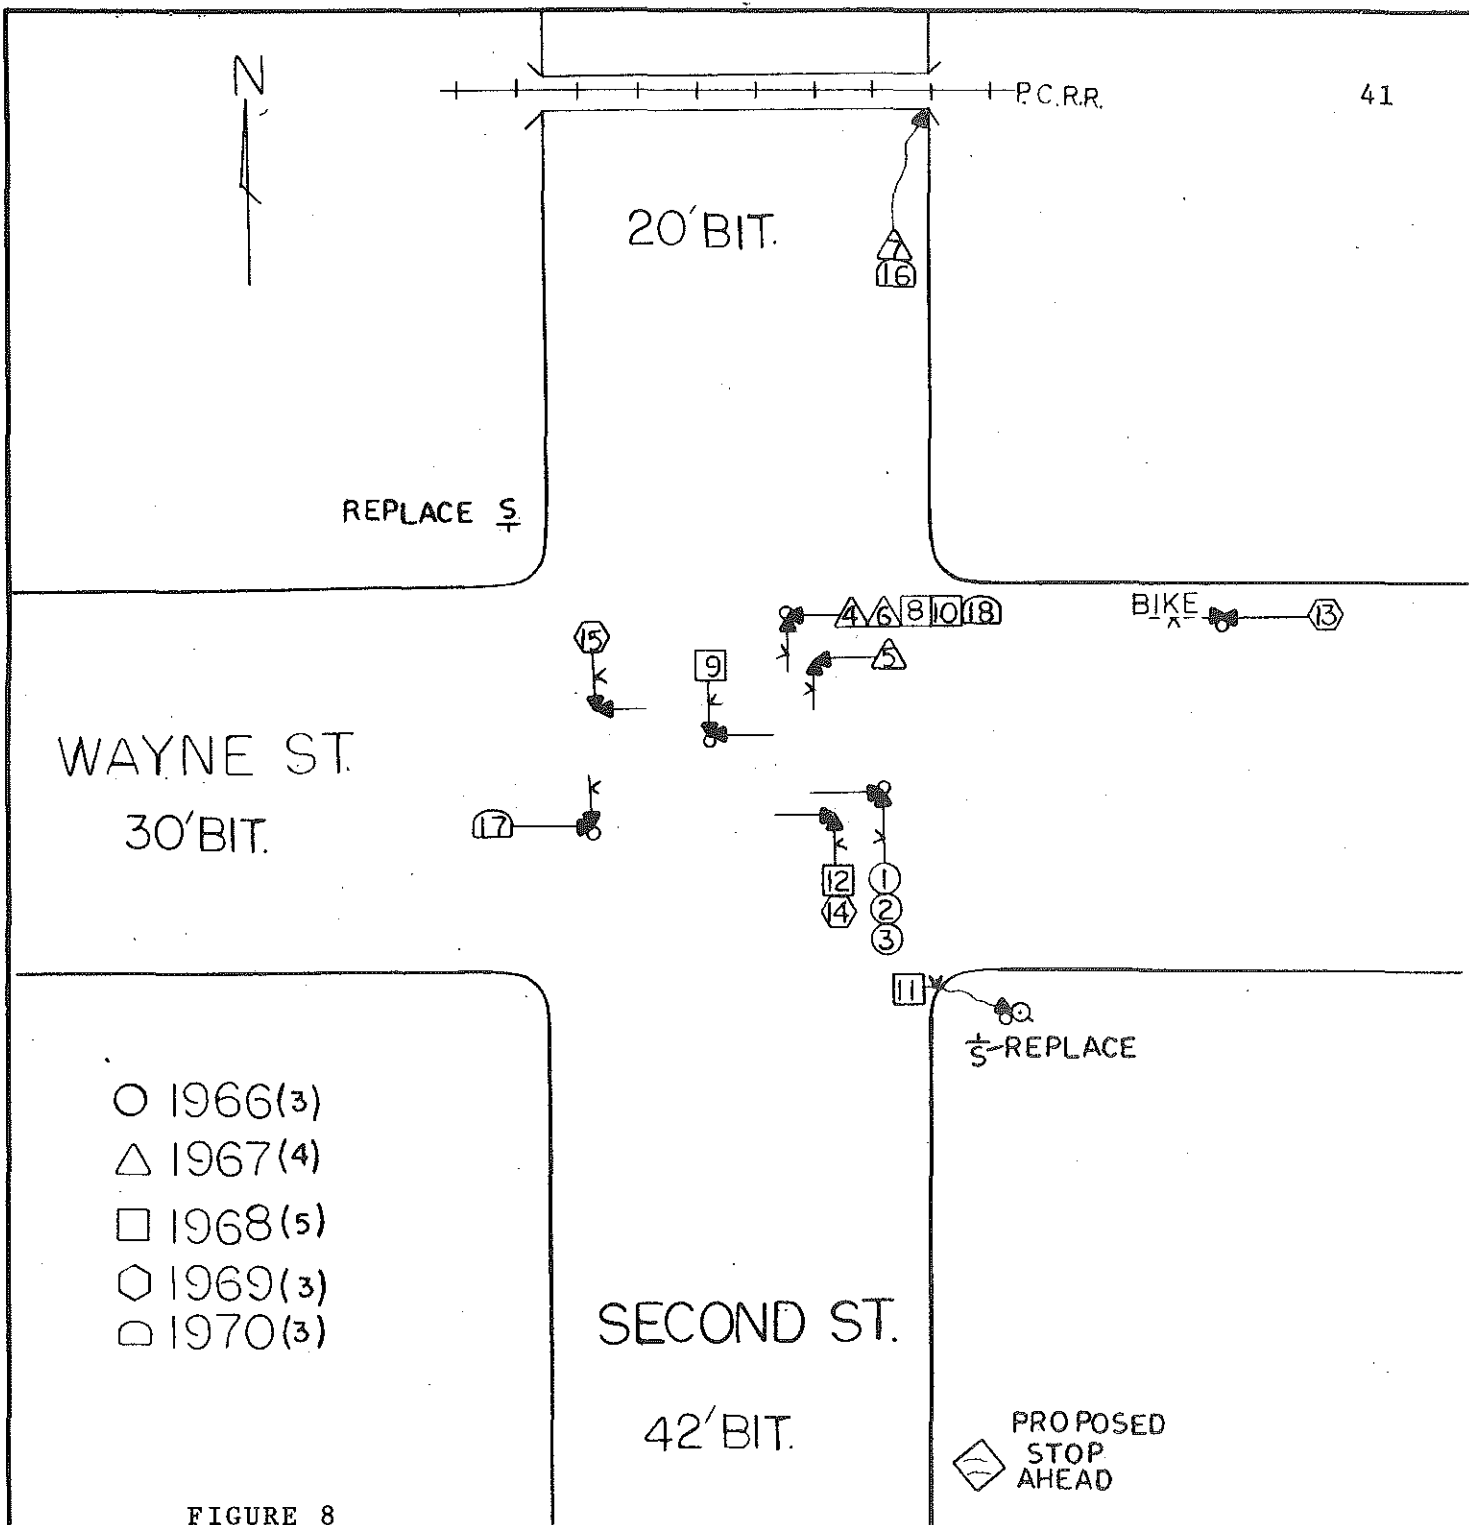 N
P.C.R.R.
41
20' BIT.
7
16
REPLACE S
T
BIKE
13
4 6 8 10 18
5
15
9
WAYNE ST.
30' BIT.
17
12 1
14 2
3
11
S-REPLACE
1966 (3)
1967 (4)
1968 (5)
1969 (3)
1970 (3)
SECOND ST.
42' BIT.
PROPOSED
STOP
AHEAD
FIGURE 8